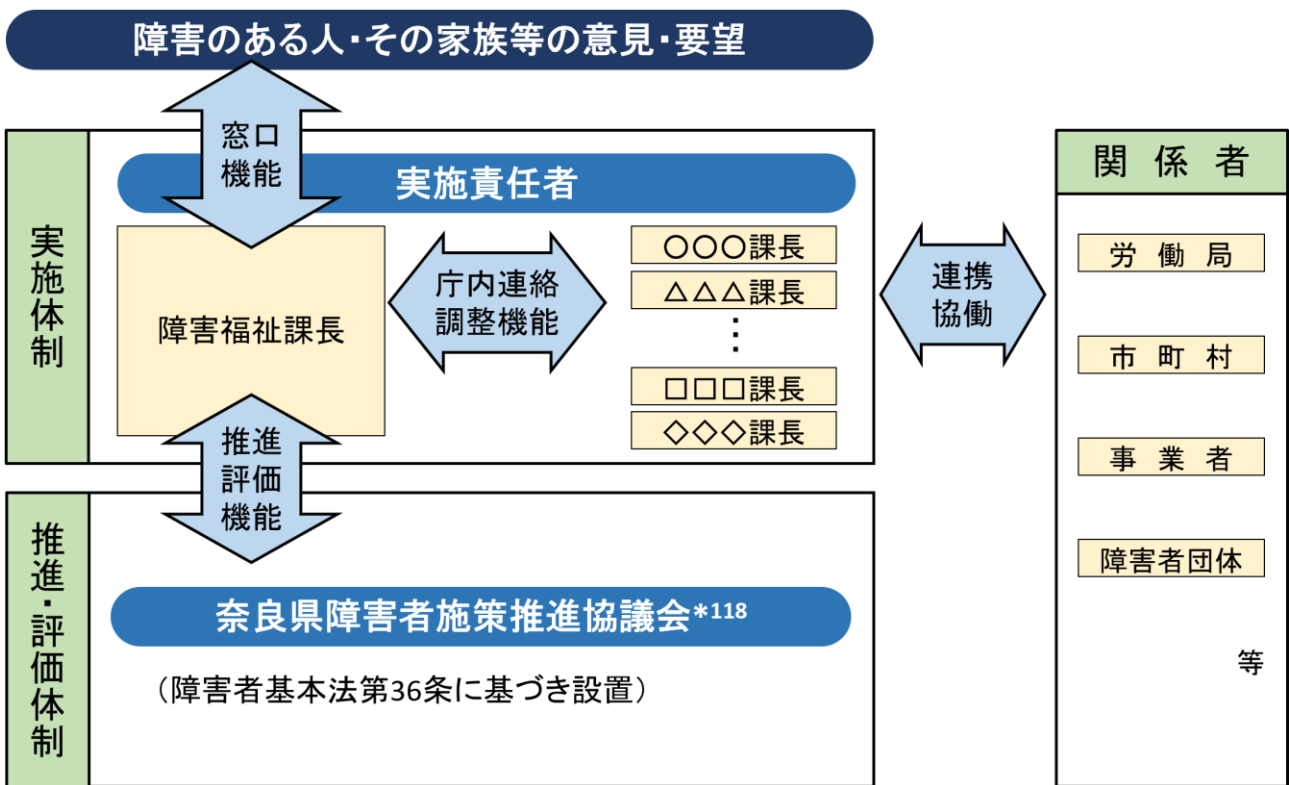 障害のある人・その家族等の意見・要望
窓口
機能
実施体制
実施責任者
障害福祉課長
庁内連絡
調整機能
〇〇〇課長
△△△課長
⋮
□□□課長
◇◇◇課長
連携
協働
関係者
労働局
市町村
事業者
障害者団体
等
推進
評価
機能
推進・評価体制
奈良県障害者施策推進協議会*118
（障害者基本法第36条に基づき設置）